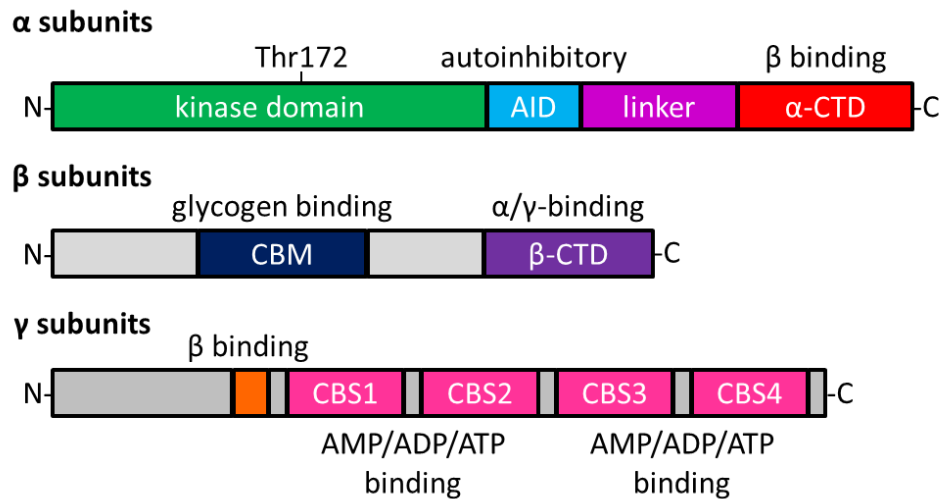 α subunits
Thr172 autoinhibitory β binding
N- kinase domain AID linker α-CTD -C
β subunits
glycogen binding α/γ-binding
N- CBM β-CTD -C
γ subunits
β binding
N- CBS1 CBS2 CBS3 CBS4 -C
AMP/ADP/ATP AMP/ADP/ATP
binding binding